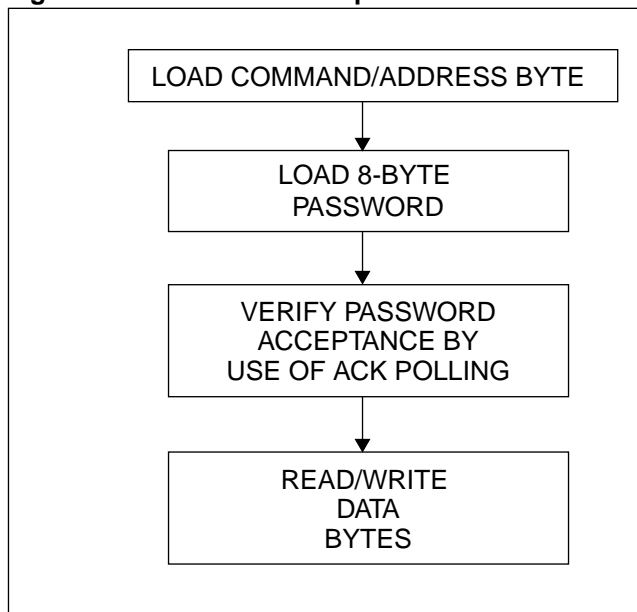 LOAD COMMAND/ADDRESS BYTE
LOAD 8-BYTE
PASSWORD
VERIFY PASSWORD
ACCEPTANCE BY
USE OF ACK POLLING
READ/WRITE
DATA
BYTES